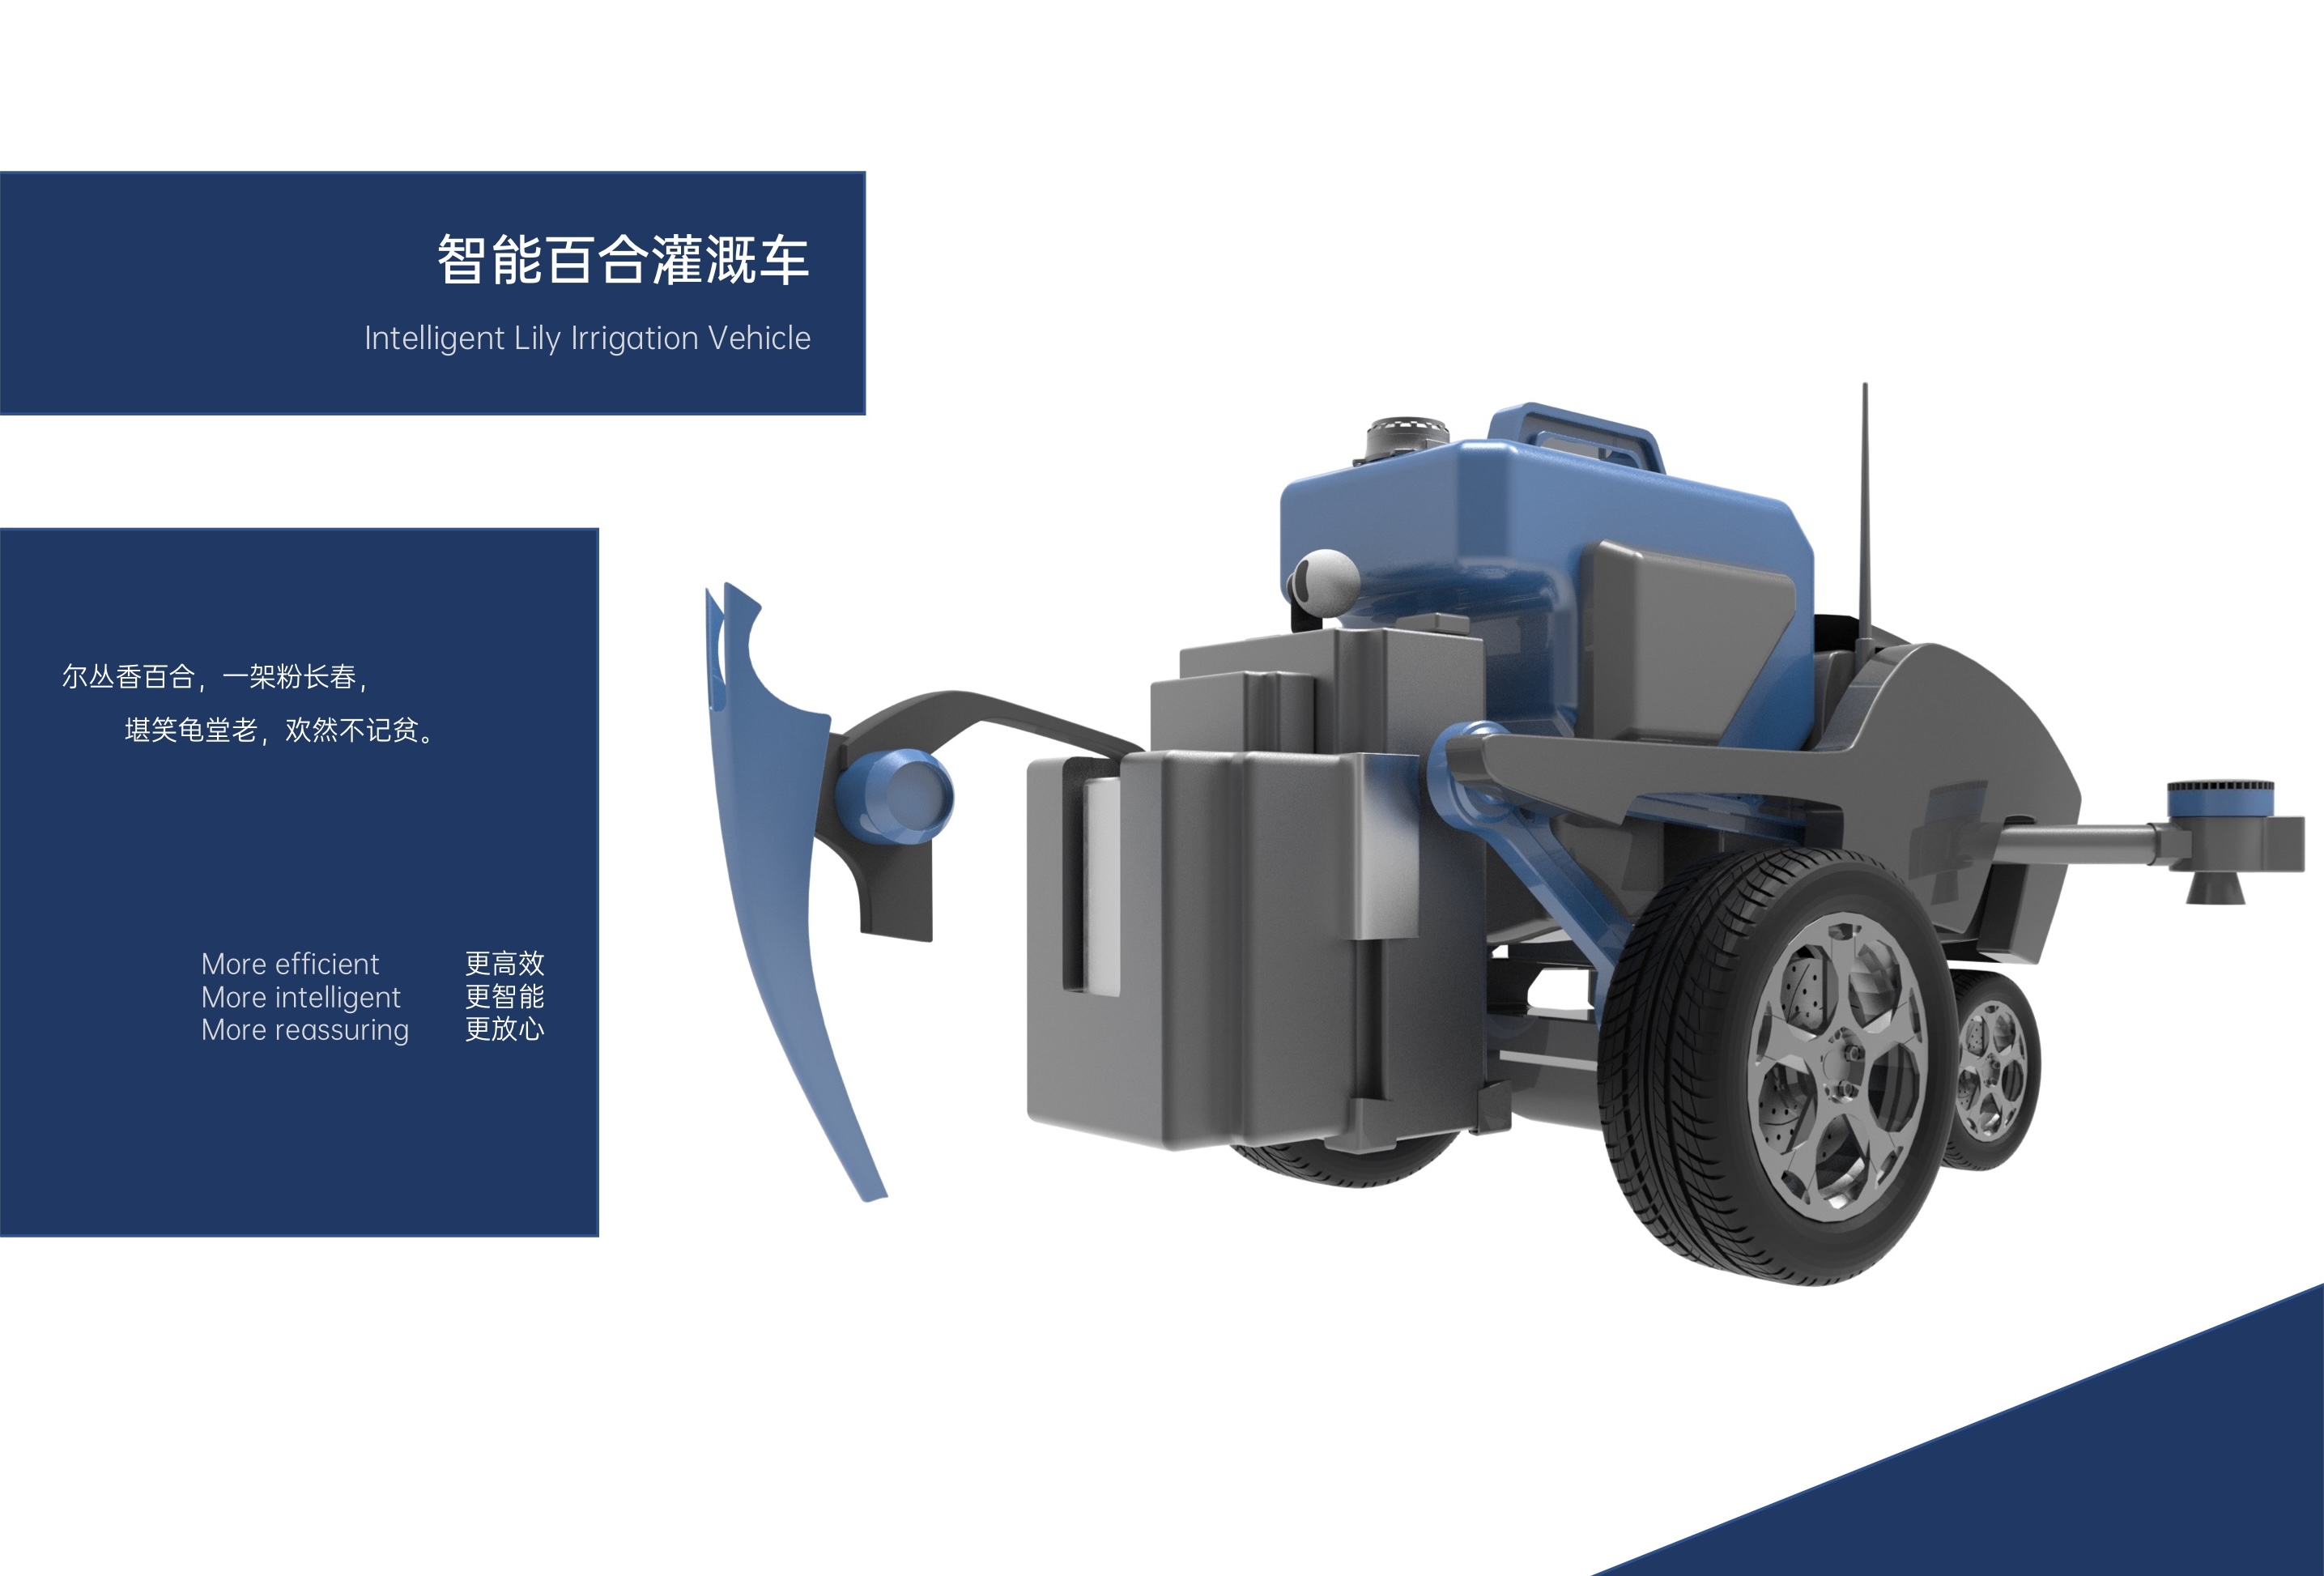 智能百合灌溉车
Intelligent Lily Irrigation Vehicle
尔丛香百合，一架粉长春，
堪笑龟堂老，欢然不记贫。
More efficient 更高效
More intelligent 更智能
More reassuring 更放心